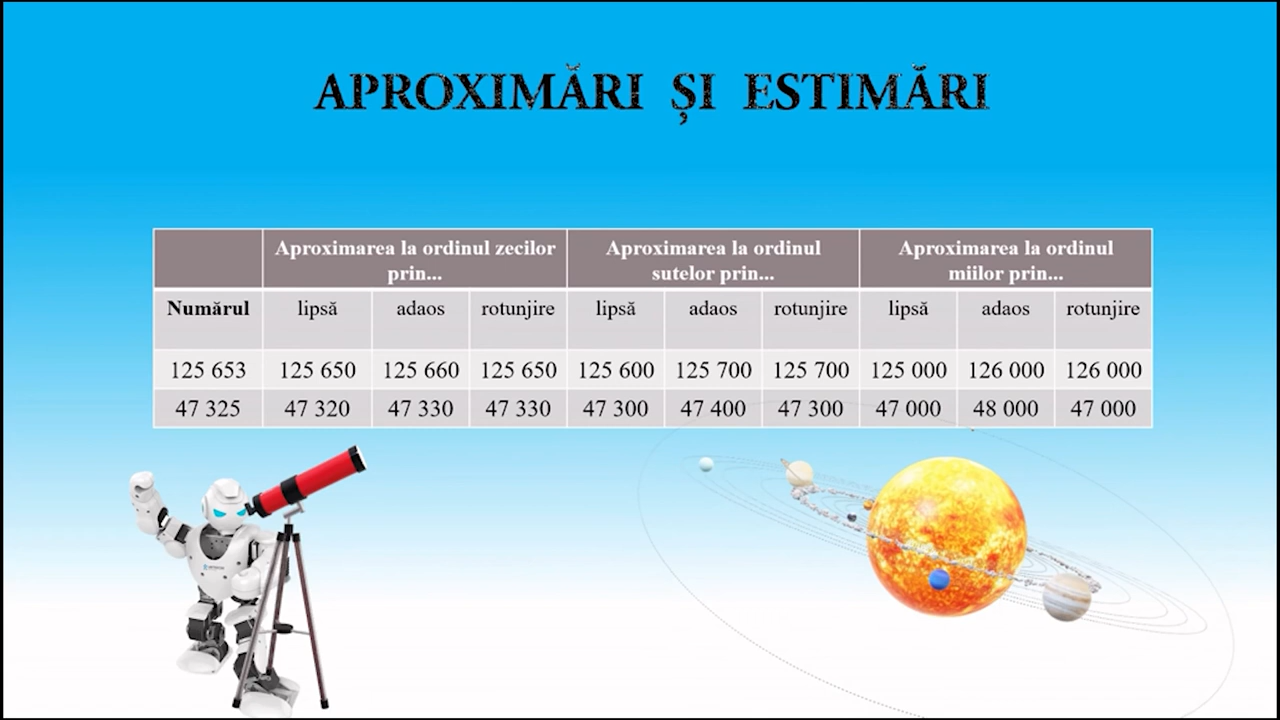 APROXIMĂRI ȘI ESTIMĂRI
Aproximarea la ordinul zecilor prin...
Aproximarea la ordinul sutelor prin...
Aproximarea la ordinul miilor prin...
Numărul lipsă adaos rotunjire lipsă adaos rotunjire lipsă adaos rotunjire
125 653 125 650 125 660 125 650 125 600 125 700 125 700 125 000 126 000 126 000
47 325 47 320 47 330 47 330 47 300 47 400 47 300 47 000 48 000 47 000